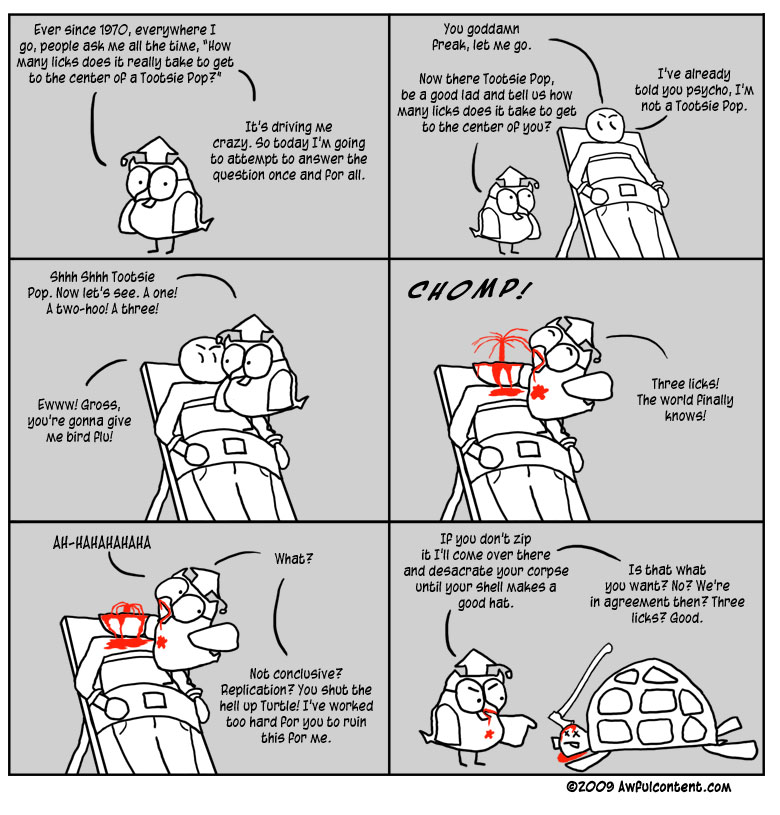 Ever since 1970, everywhere I
go, people ask me all the time, "How
many licks does it really take to get
to the center of a Tootsie Pop?"
It's driving me
crazy. So today I'm going
to attempt to answer the
question once and for all.
You goddamn
freak, let me go.
Now there Tootsie Pop,
be a good lad and tell us how
many licks does it take to get
to the center of you?
I've already
told you psycho, I'm
not a Tootsie Pop.
Shhh Shhh Tootsie
Pop. Now let's see. A one!
A two-hoo! A three!
Ewww! Gross,
you're gonna give
me bird flu!
CHOMP!
Three licks!
The world finally
knows!
AH-HAHAHAHAHA
What?
Not conclusive?
Replication? You shut the
hell up Turtle! I've worked
too hard for you to ruin
this for me.
If you don't zip
it I'll come over there
and desacrate your corpse
until your shell makes a
good hat.
Is that what
you want? No? We're
in agreement then? Three
licks? Good.
©2009 Awfulcontent.com